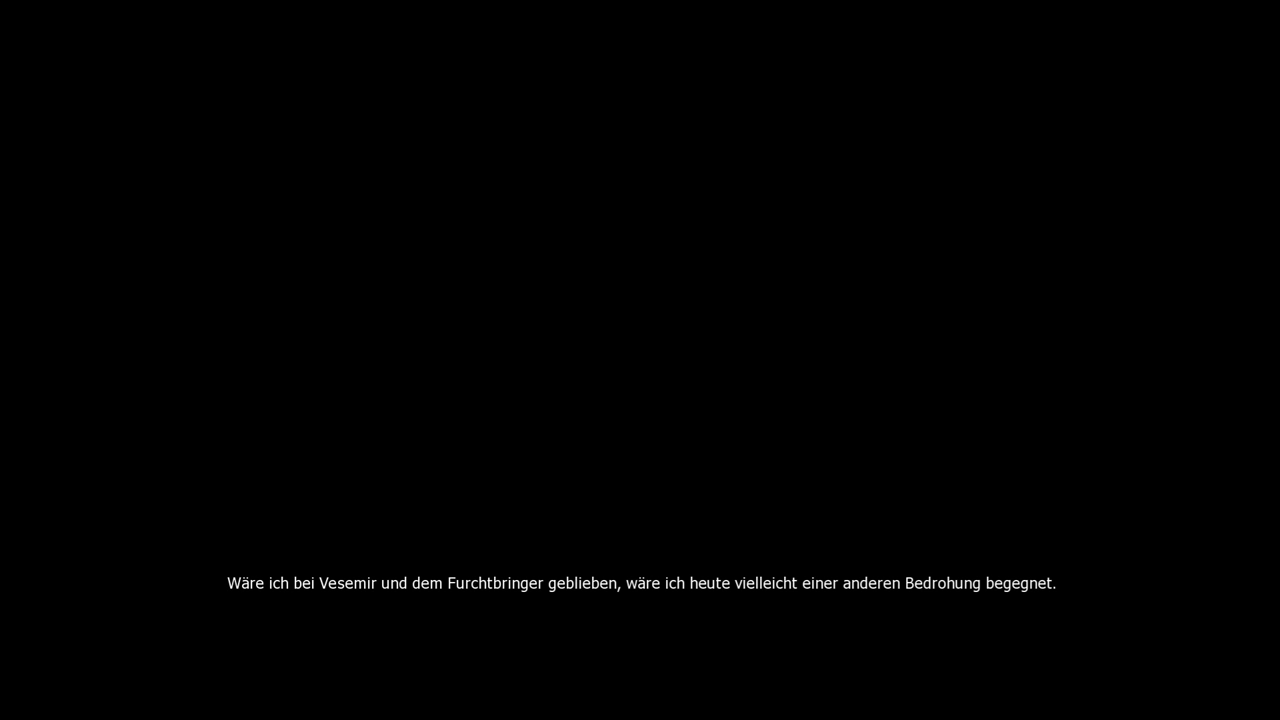 Wäre ich bei Vesemir und dem Furchtbringer geblieben, wäre ich heute vielleicht einer anderen Bedrohung begegnet.